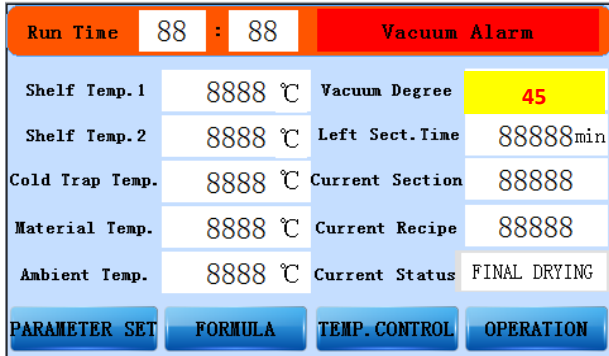 Run Time 88 : 88 Vacuum Alarm
Shelf Temp.1 8888 ℃ Vacuum Degree 45
Shelf Temp.2 8888 ℃ Left Sect.Time 88888min
Cold Trap Temp. 8888 ℃ Current Section 88888
Material Temp. 8888 ℃ Current Recipe 88888
Ambient Temp. 8888 ℃ Current Status FINAL DRYING
PARAMETER SET FORMULA TEMP.CONTROL OPERATION